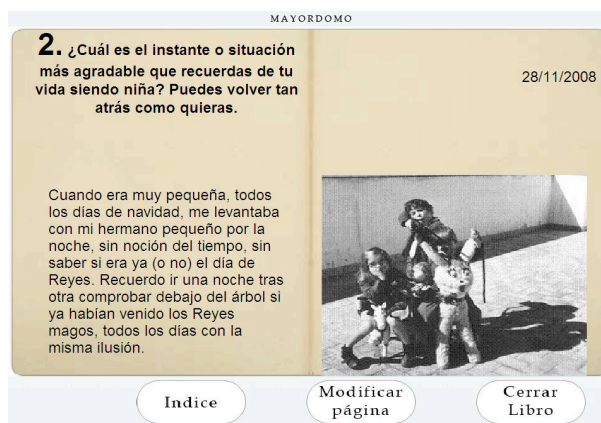 MAYORDOMO
2. ¿Cuál es el instante o situación
más agradable que recuerdas de tu
vida siendo niña? Puedes volver tan
atrás como quieras.
28/11/2008
Cuando era muy pequeña, todos
los días de navidad, me levantaba
con mi hermano pequeño por la
noche, sin noción del tiempo, sin
saber si era ya (o no) el día de
Reyes. Recuerdo ir una noche tras
otra comprobar debajo del árbol si
ya habían venido los Reyes
magos, todos los días con la
misma ilusión.
Indice
Modificar
página
Cerrar
Libro